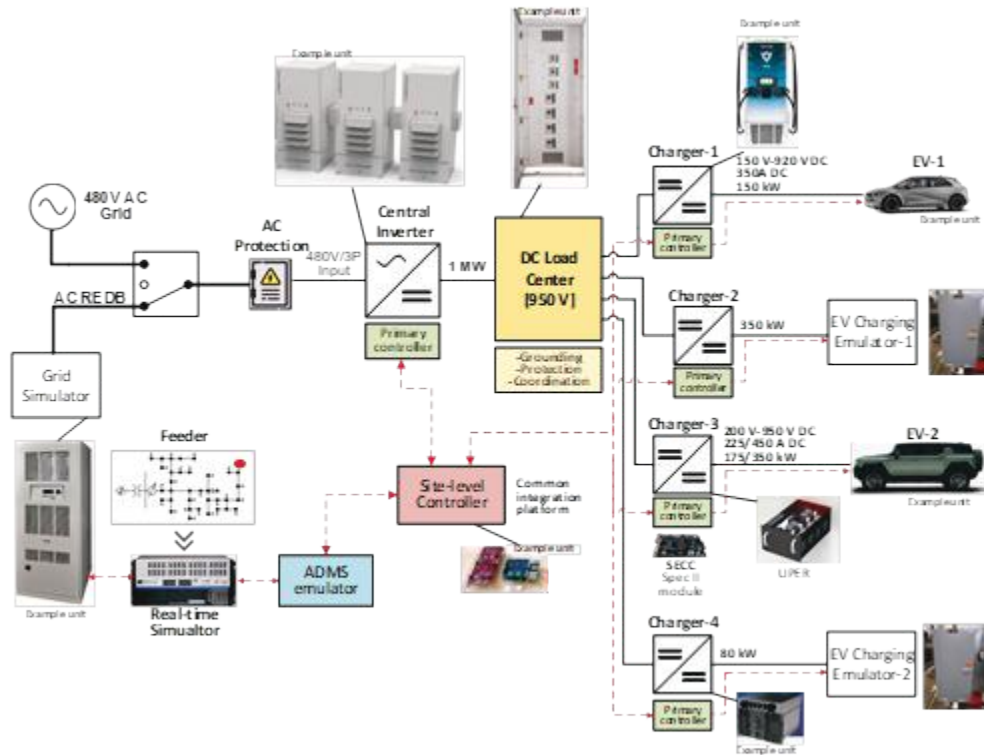 Example unit
Example unit
Example unit
480V AC
Grid
AC
Protection
480V/3P
Input
Central
Inverter
1 MW
DC Load
Center
[950 V]
Charger-1
150 V-920 V DC
350A DC
150 kW
EV-1
Example unit
Primary
controller
AC REDB
Primary
controller
-Grounding
-Protection
-Coordination
Charger-2
350 kW
EV Charging
Emulator-1
Primary
controller
Grid
Simulator
Feeder
Site-level
Controller
Common
integration
platform
Example unit
Charger-3
200 V-950 V DC
225/450 A DC
175/350 kW
EV-2
Example unit
Primary
controller
SECC
Spec II
module
UPER
Example unit
Real-time
Simualtor
ADMS
emulator
Charger-4
80 kW
EV Charging
Emulator-2
Primary
controller
Example unit